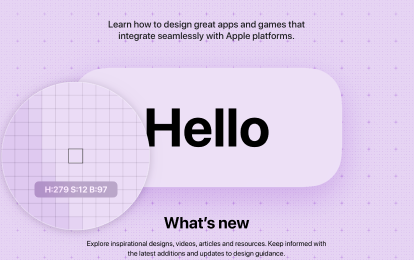 Learn how to design great apps and games that
integrate seamlessly with Apple platforms.
Hello
H:279 S:12 B:97
What's new
Explore inspirational designs, videos, articles and resources. Keep informed with
the latest additions and updates to design guidance.